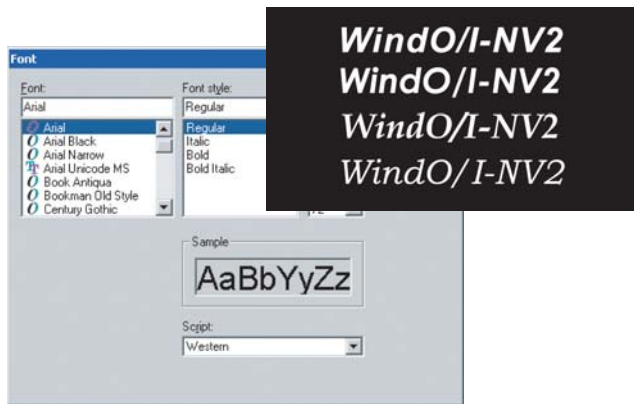 WindO/I-NV2
WindO/I-NV2
WindO/I-NV2
WindO/I-NV2
Font
Font:
Font style:
Arial
Regular
Arial
Arial Black
Arial Narrow
Arial Unicode MS
Book Antiqua
Bookman Old Style
Century Gothic
Regular
Italic
Bold
Bold Italic
72
Sample
AaBbYyZz
Script:
Western